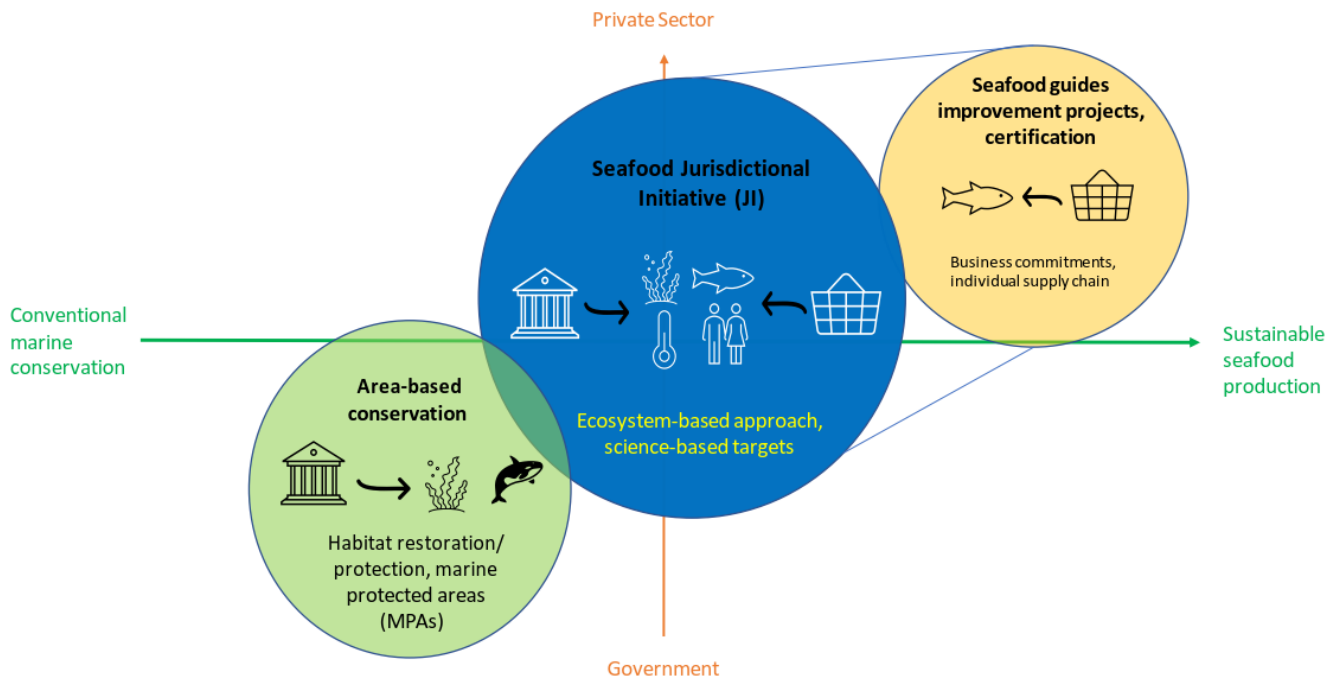 Private Sector
Seafood guides
improvement projects,
certification
Business commitments,
individual supply chain
Seafood Jurisdictional
Initiative (JI)
Ecosystem-based approach,
science-based targets
Conventional
marine
conservation
Sustainable
seafood
production
Area-based
conservation
Habitat restoration/
protection, marine
protected areas
(MPAs)
Government